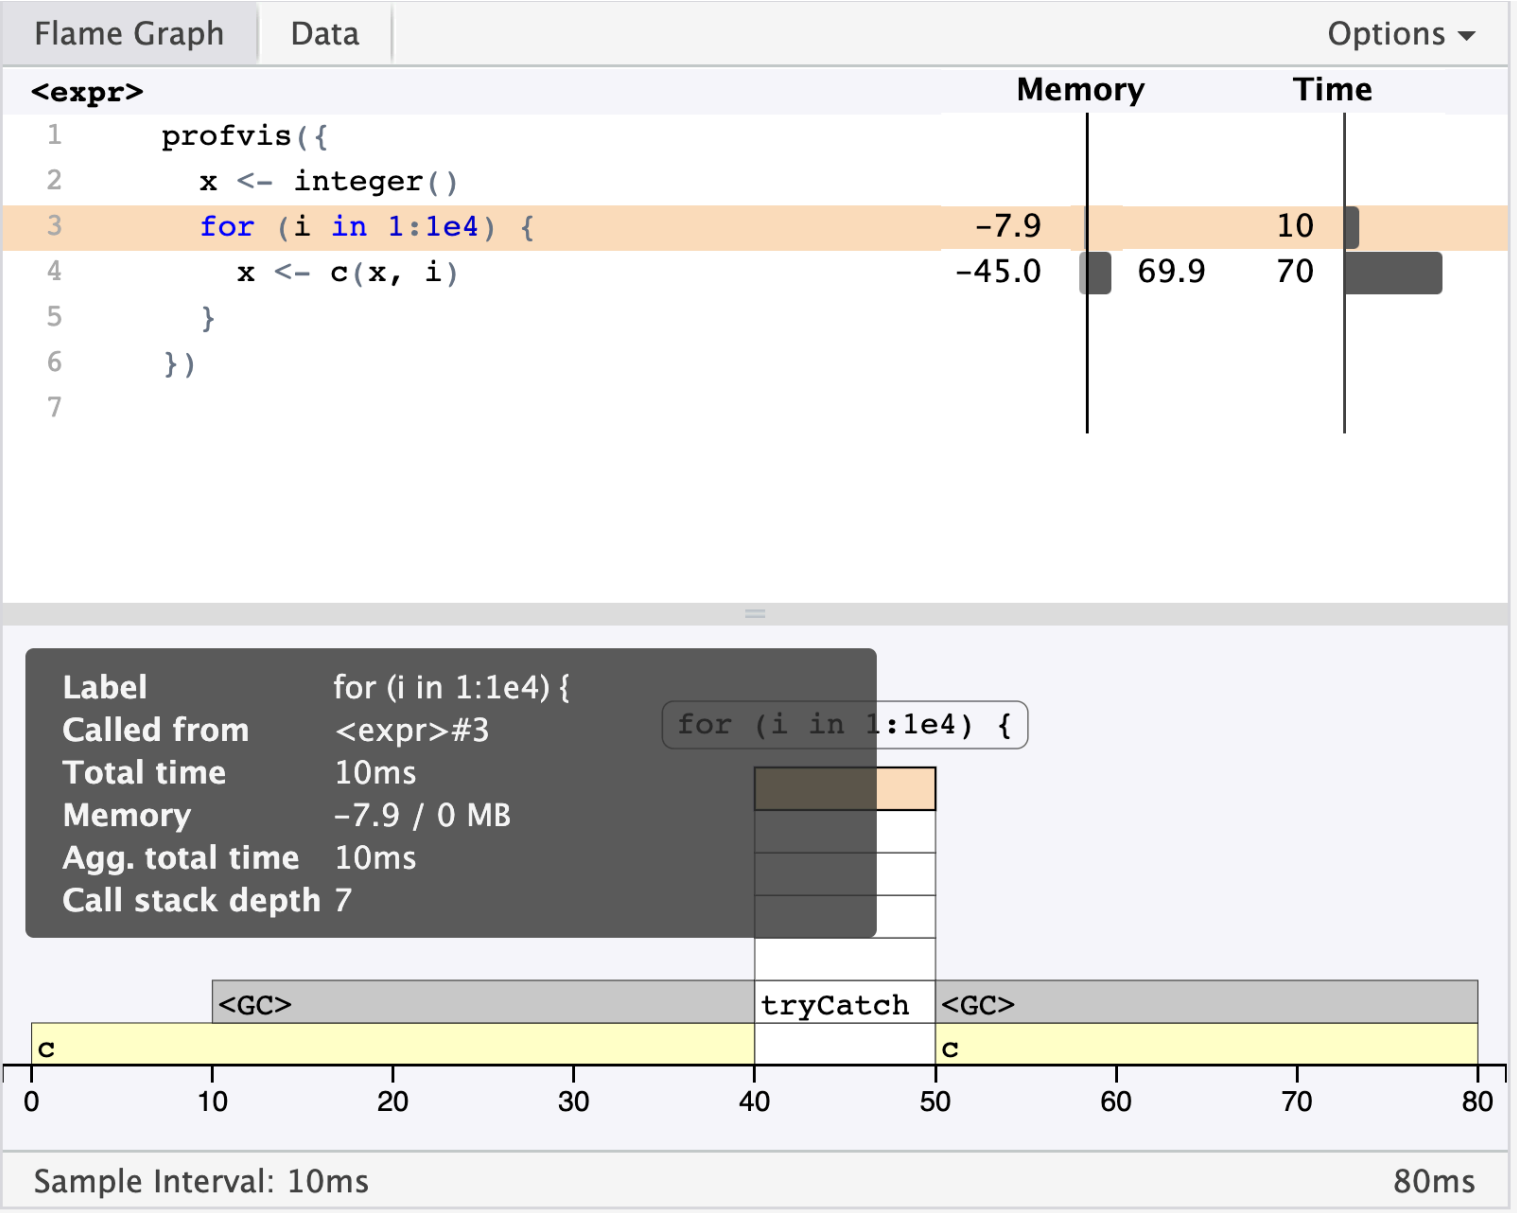 Flame Graph Data Options
<expr> Memory Time
1 profvis({
2 x <- integer()
3 for (i in 1:1e4) { -7.9 10
4 x <- c(x, i) -45.0 69.9 70
5 }
6 })
7
Label for (i in 1:1e4) {
Called from <expr>#3
Total time 10ms
Memory -7.9 / 0 MB
Agg. total time 10ms
Call stack depth 7
for (i in 1:1e4) {
<GC> tryCatch <GC>
c c
0 10 20 30 40 50 60 70 80
Sample Interval: 10ms 80ms